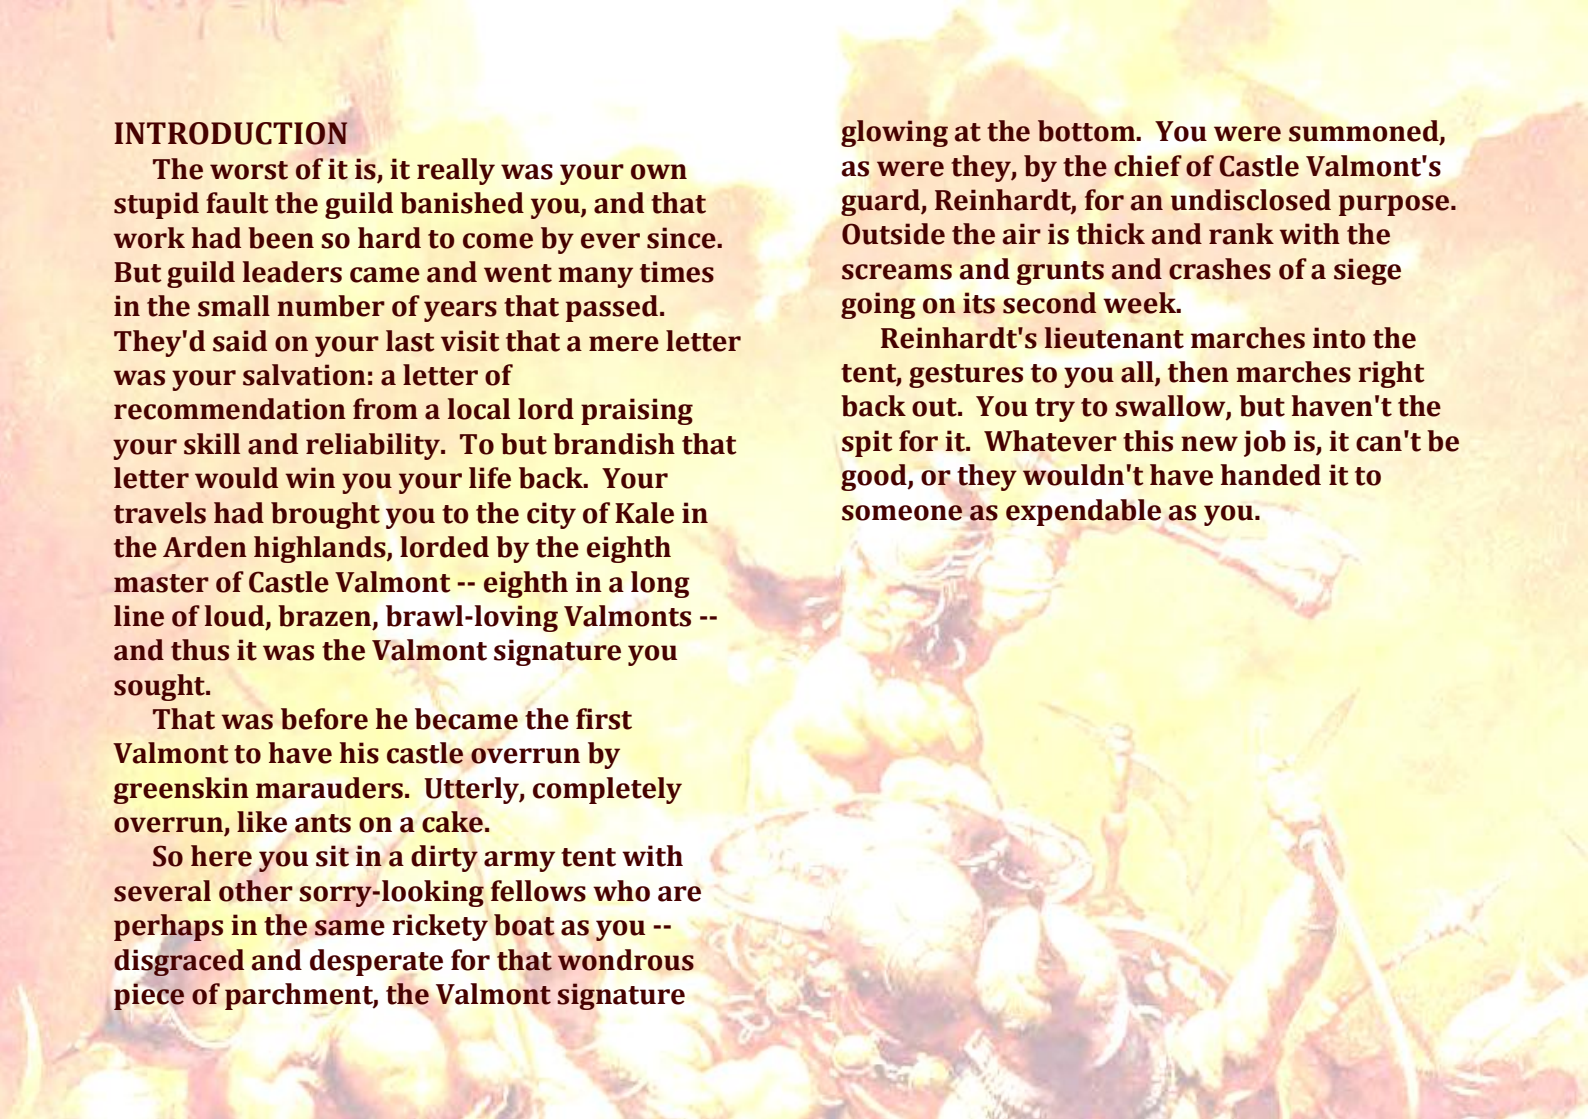 INTRODUCTION
The worst of it is, it really was your own
stupid fault the guild banished you, and that
work had been so hard to come by ever since.
But guild leaders came and went many times
in the small number of years that passed.
They'd said on your last visit that a mere letter
was your salvation: a letter of
recommendation from a local lord praising
your skill and reliability.  To but brandish that
letter would win you your life back.  Your
travels had brought you to the city of Kale in
the Arden highlands, lorded by the eighth
master of Castle Valmont -- eighth in a long
line of loud, brazen, brawl-loving Valmonts --
and thus it was the Valmont signature you
sought.
That was before he became the first
Valmont to have his castle overrun by
greenskin marauders.  Utterly, completely
overrun, like ants on a cake.
So here you sit in a dirty army tent with
several other sorry-looking fellows who are
perhaps in the same rickety boat as you --
disgraced and desperate for that wondrous
piece of parchment, the Valmont signature
glowing at the bottom.  You were summoned,
as were they, by the chief of Castle Valmont's
guard, Reinhardt, for an undisclosed purpose.
Outside the air is thick and rank with the
screams and grunts and crashes of a siege
going on its second week.
Reinhardt's lieutenant marches into the
tent, gestures to you all, then marches right
back out.  You try to swallow, but haven't the
spit for it.  Whatever this new job is, it can't be
good, or they wouldn't have handed it to
someone as expendable as you.